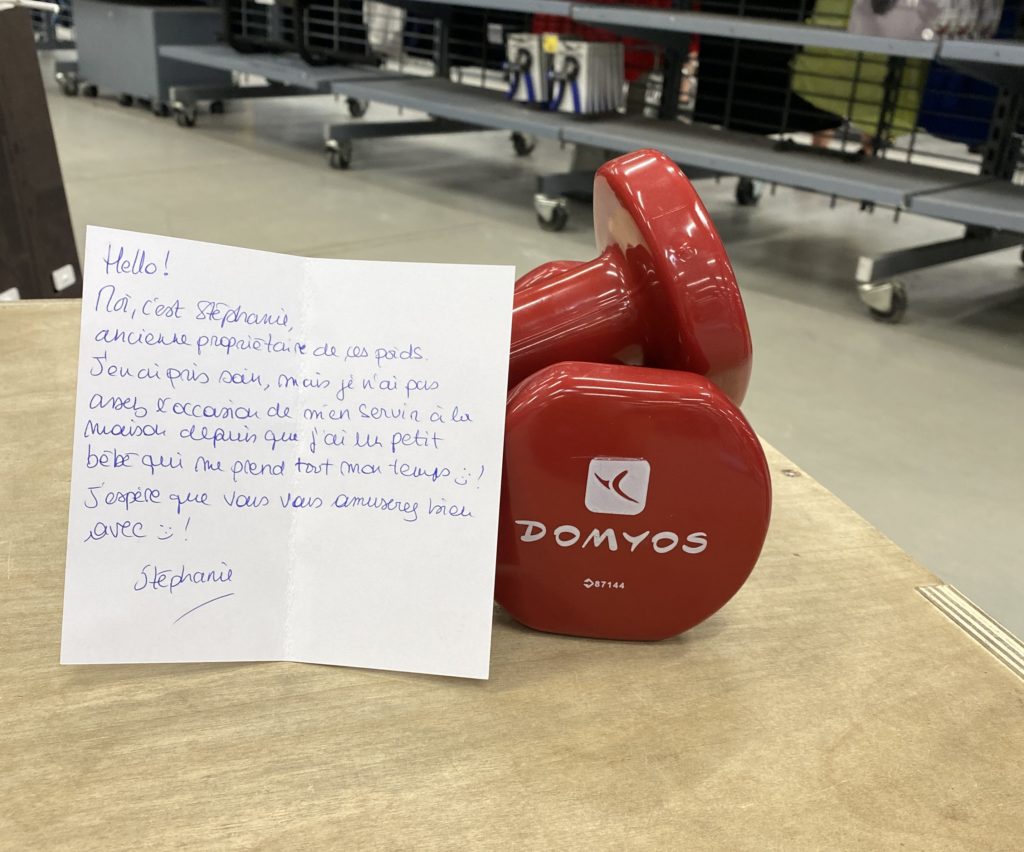 Hello!
Moi, c'est Stéphanie,
ancienne propriétaire de ces poids.
J'en ai pris soin, mais je n'ai pas
assez l'occasion de m'en servir à la
maison depuis que j'ai un petit
bébé qui me prend tout mon temps :)!
J'espère que vous vous amuserez bien
avec :)!
Stéphanie
DOMYOS
87144